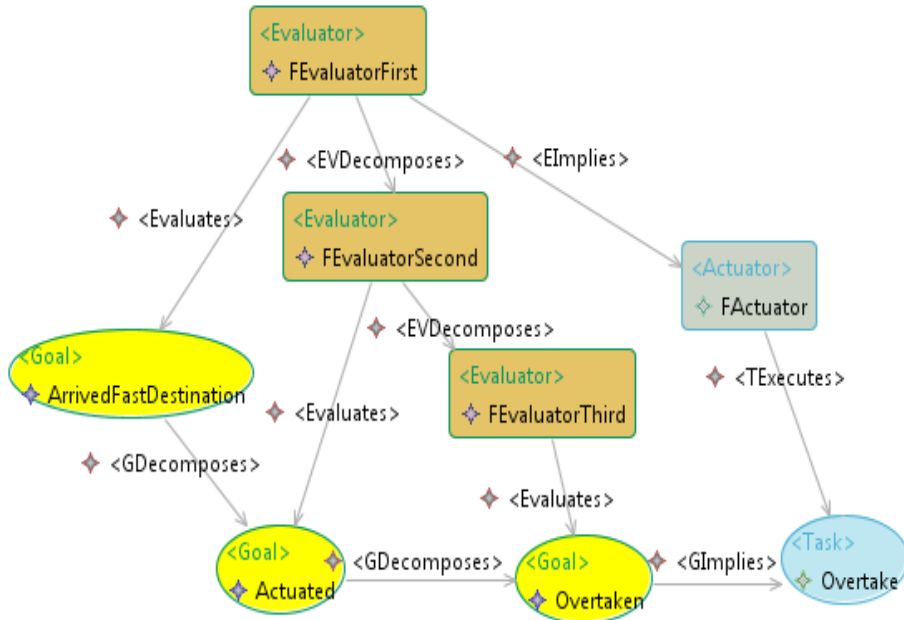 <Evaluator>
FEvaluatorFirst
<EVDecomposes>
<EImplies>
<Evaluates>
<Evaluator>
FEvaluatorSecond
<Actuator>
FActuator
<EVDecomposes>
<Goal>
ArrivedFastDestination
<Evaluator>
FEvaluatorThird
<TExecutes>
<Evaluates>
<GDecomposes>
<Evaluates>
<Goal>
Actuated
<GDecomposes>
<Goal>
Overtaken
<GImplies>
<Task>
Overtake